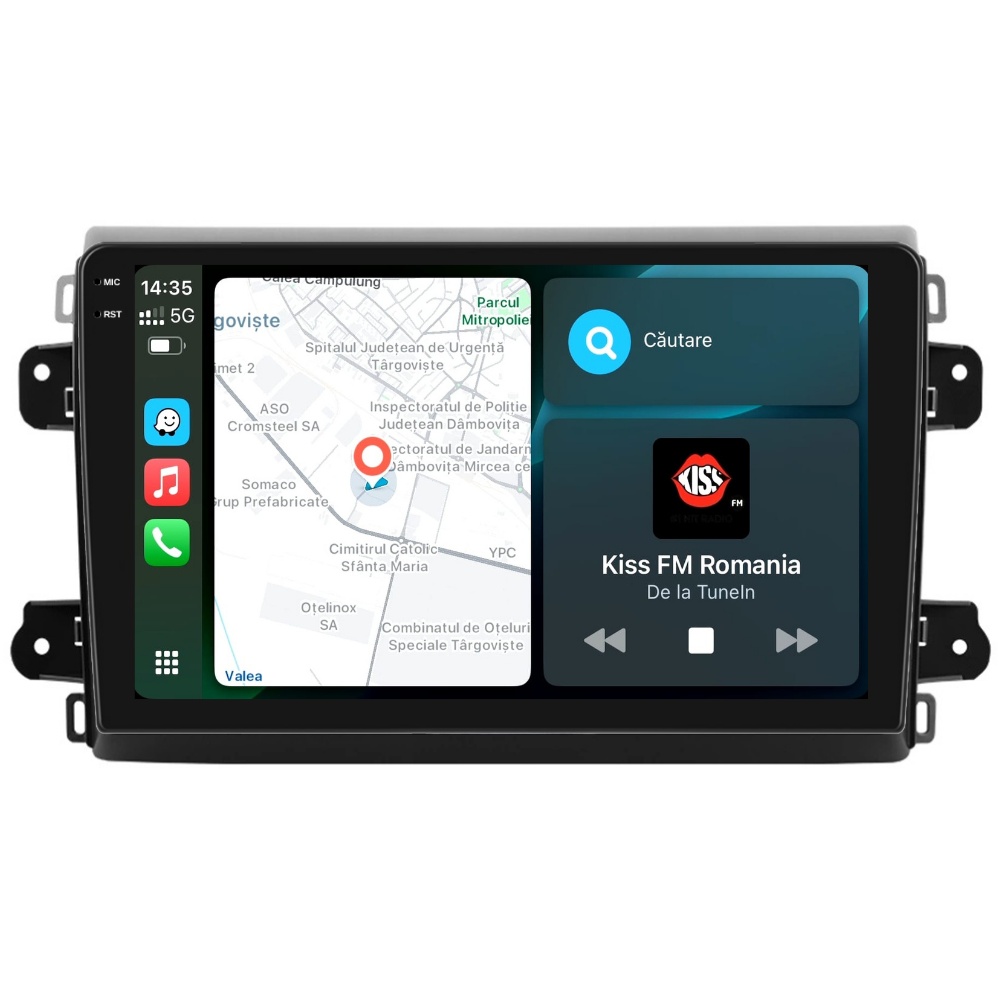 MIC
RST
14:35
5G
Calea Câmpulung
Parcul
Mitropoliei
goviște
Spitalul Județean de Urgență
Târgoviște
imet 2
ASO
Cromsteel SA
Inspectoratul de Poliție
Județean Dâmbovița
ectoratul de Jandarm
Dâmbovița Mircea ce
Somaco
Grup Prefabricate
Cimitirul Catolic
Sfânta Maria
YPC
Oțelinox
SA
Combinatul de Oțeluri
Speciale Târgoviște
Valea
Căutare
KISS
FM
Kiss FM Romania
De la TuneIn